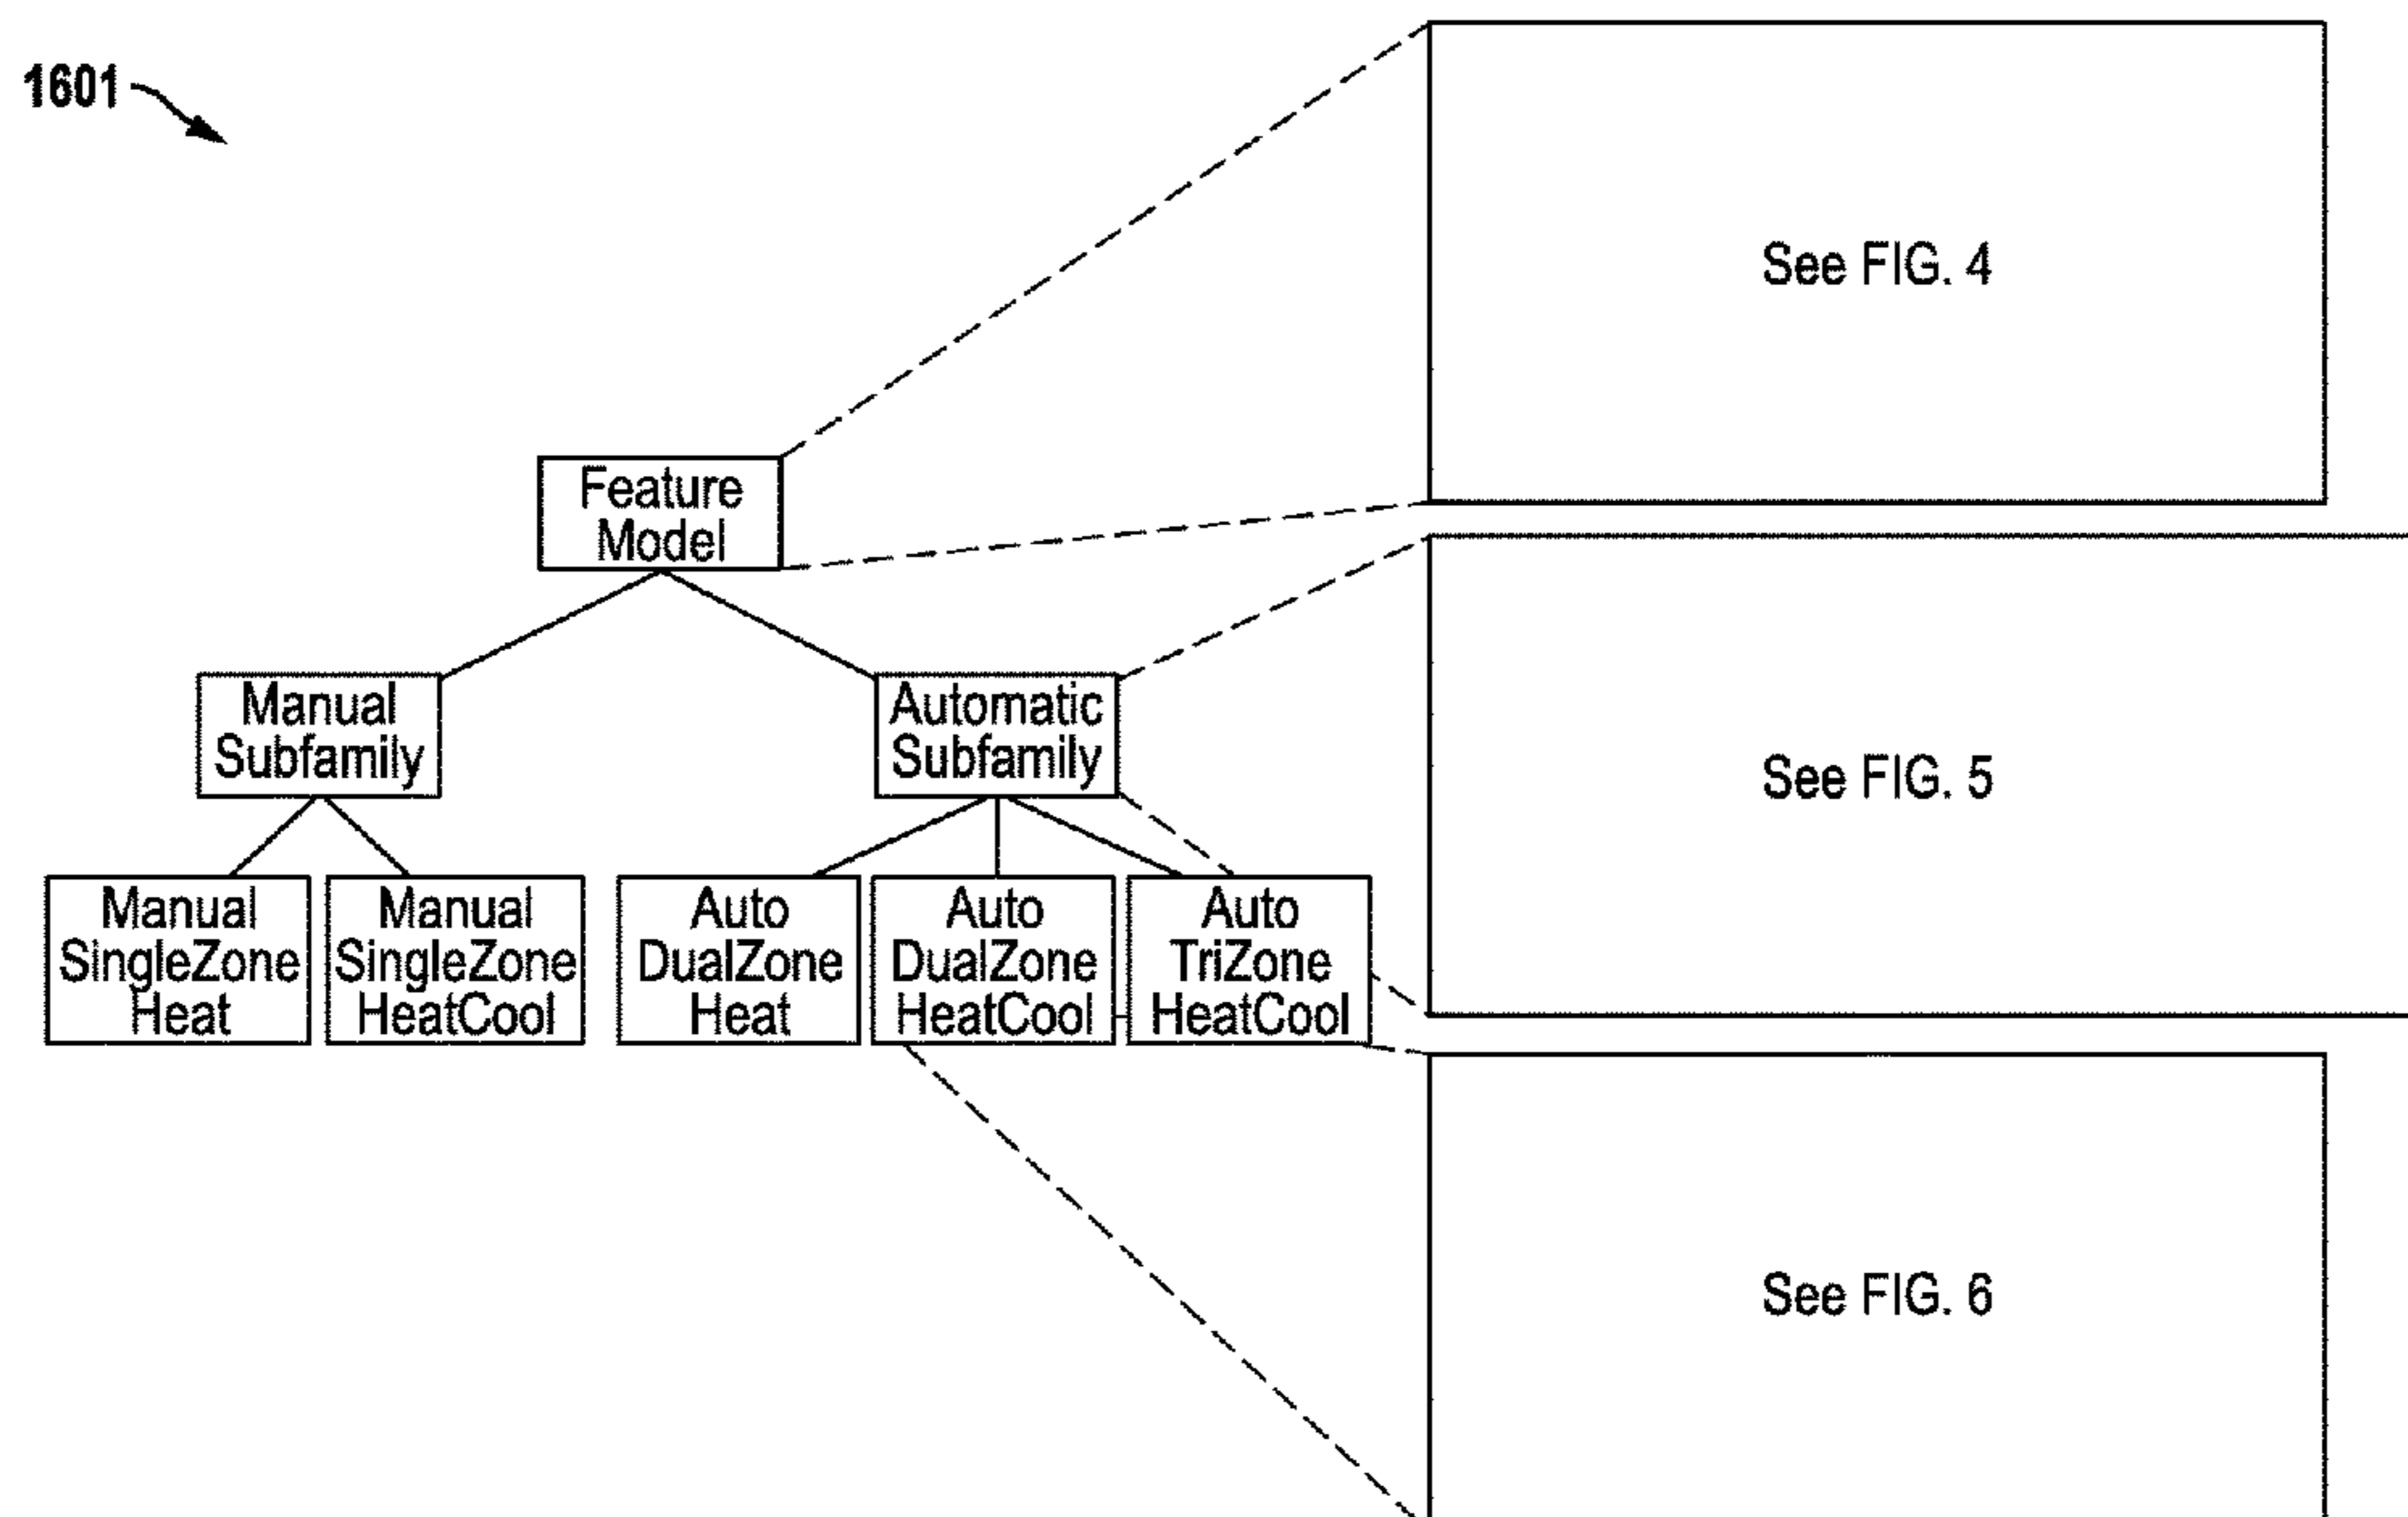 1601
See FIG. 4
Feature
Model
Manual
Subfamily
Automatic
Subfamily
See FIG. 5
Manual
SingleZone
Heat
Manual
SingleZone
HeatCool
Auto
DualZone
Heat
Auto
DualZone
HeatCool
Auto
TriZone
HeatCool
See FIG. 6